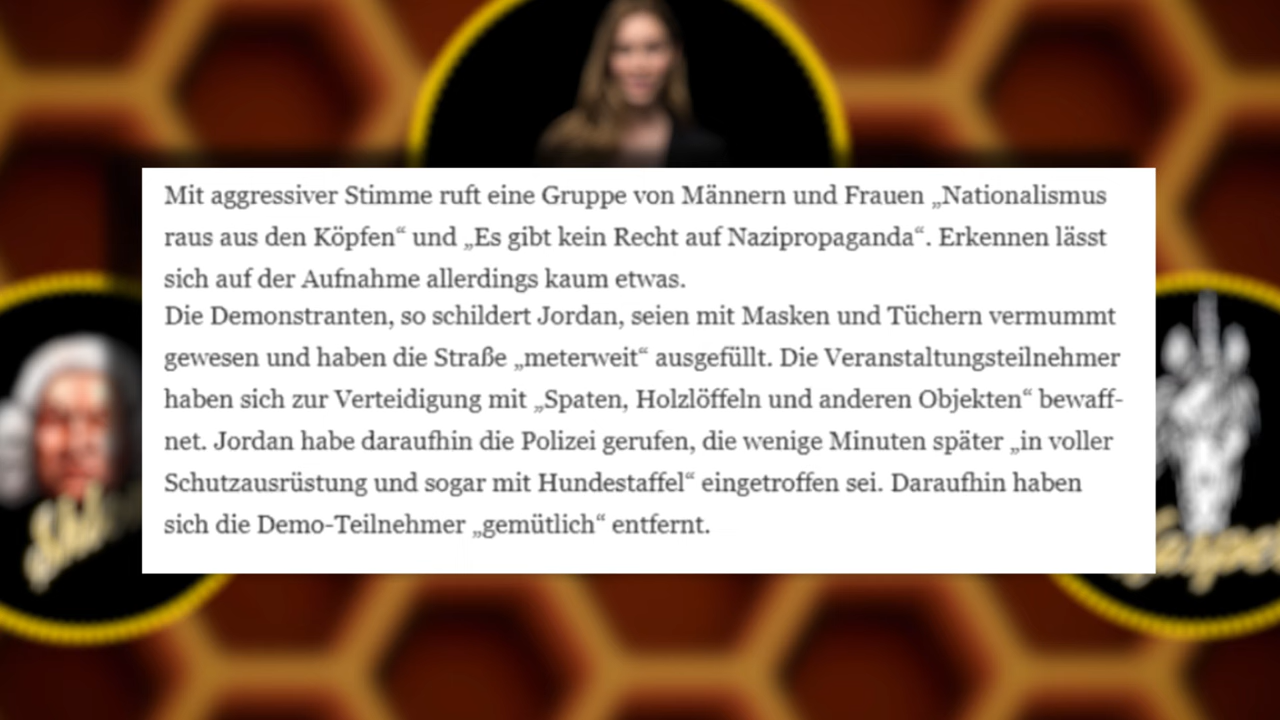 Mit aggressiver Stimme ruft eine Gruppe von Männern und Frauen „Nationalismus
raus aus den Köpfen“ und „Es gibt kein Recht auf Nazipropaganda“. Erkennen lässt
sich auf der Aufnahme allerdings kaum etwas.
Die Demonstranten, so schildert Jordan, seien mit Masken und Tüchern vermummt
gewesen und haben die Straße „meterweit“ ausgefüllt. Die Veranstaltungsteilnehmer
haben sich zur Verteidigung mit „Spaten, Holzlöffeln und anderen Objekten“ bewaff-
net. Jordan habe daraufhin die Polizei gerufen, die wenige Minuten später „in voller
Schutzausrüstung und sogar mit Hundestaffel“ eingetroffen sei. Daraufhin haben
sich die Demo-Teilnehmer „gemütlich“ entfernt.